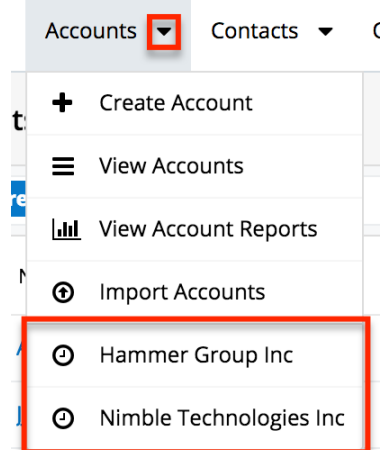 Accounts Contacts
Create Account
View Accounts
View Account Reports
Import Accounts
Hammer Group Inc
Nimble Technologies Inc